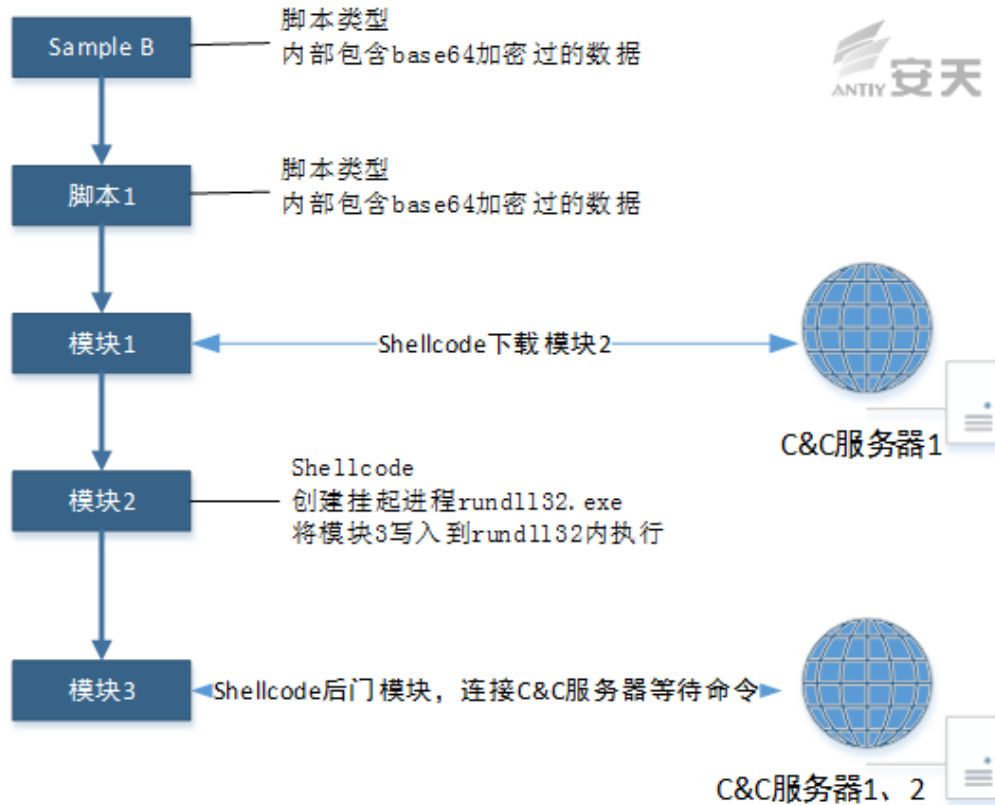 Sample B
脚本类型
内部包含base64加密过的数据
ANTIY 安天
脚本1
脚本类型
内部包含base64加密过的数据
模块1
Shellcode下载模块2
C&C服务器1
模块2
Shellcode
创建挂起进程rundll32.exe
将模块3写入到rundll32内执行
模块3
Shellcode后门模块，连接C&C服务器等待命令
C&C服务器1、2